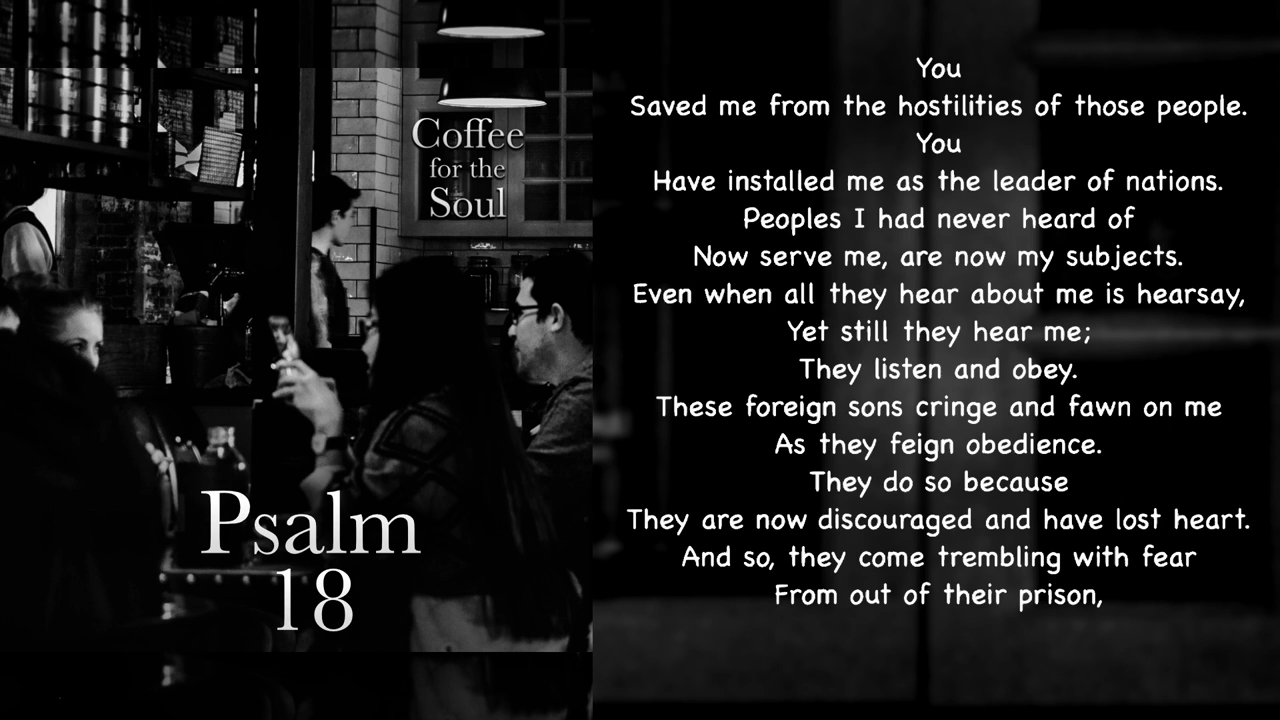 Coffee
for the
Soul
Psalm
18
You
Saved me from the hostilities of those people.
You
Have installed me as the leader of nations.
Peoples I had never heard of
Now serve me, are now my subjects.
Even when all they hear about me is hearsay,
Yet still they hear me;
They listen and obey.
These foreign sons cringe and fawn on me
As they feign obedience.
They do so because
They are now discouraged and have lost heart.
And so, they come trembling with fear
From out of their prison,